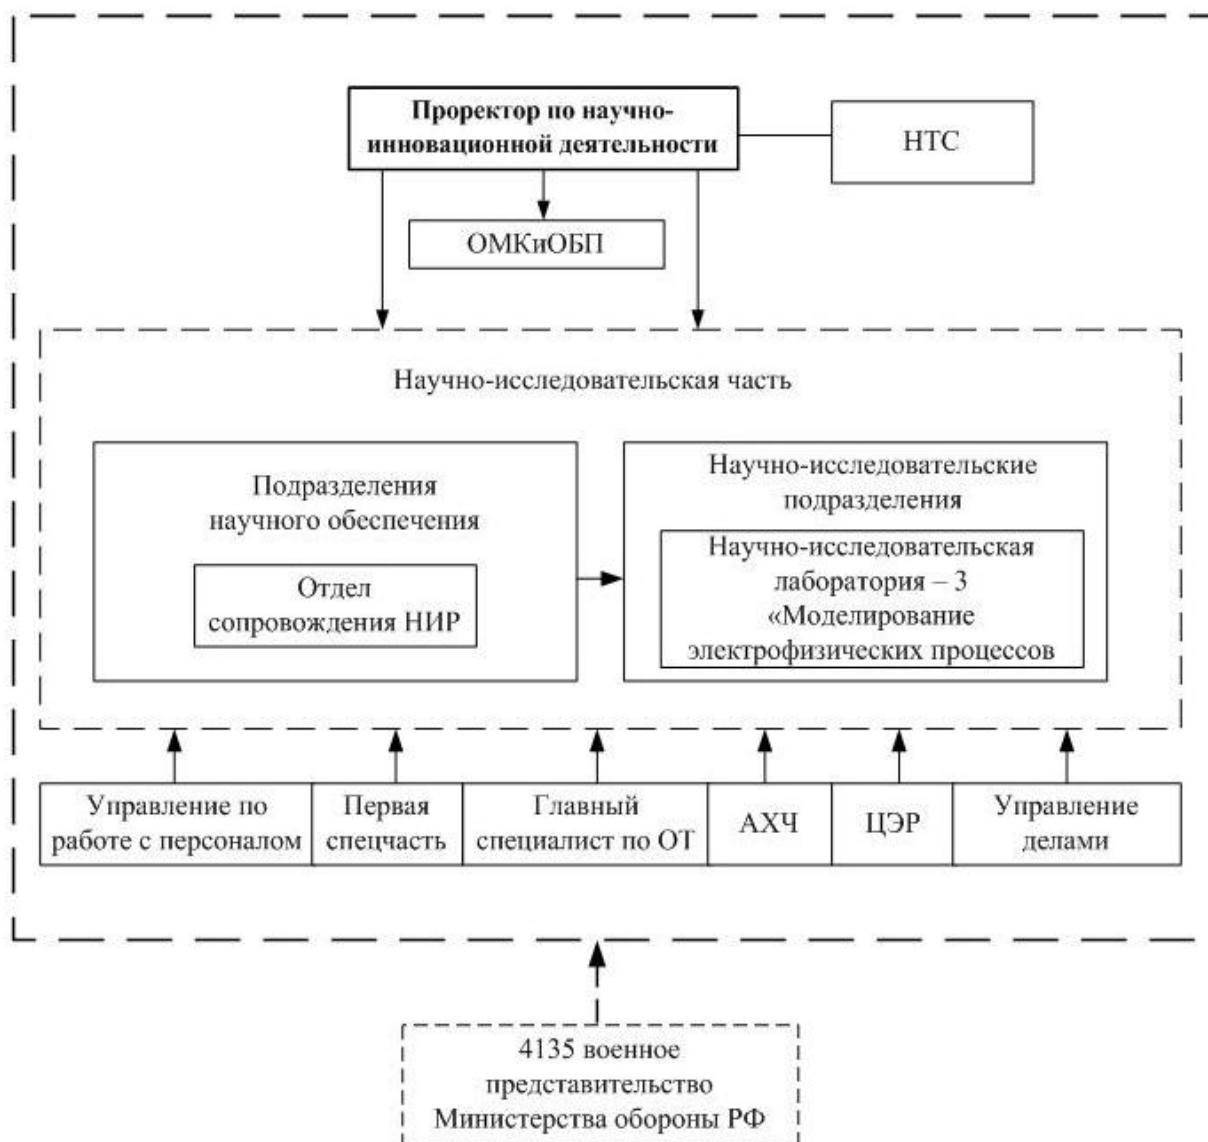 Проректор по научно-
инновационной деятельности
НТС
ОМКиОБП
Научно-исследовательская часть
Подразделения
научного обеспечения
Отдел
сопровождения НИР
Научно-исследовательские
подразделения
Научно-исследовательская
лаборатория – 3
«Моделирование
электрофизических процессов
Управление по
работе с персоналом
Первая
спецчасть
Главный
специалист по ОТ
АХЧ
ЦЭР
Управление
делами
4135 военное
представительство
Министерства обороны РФ